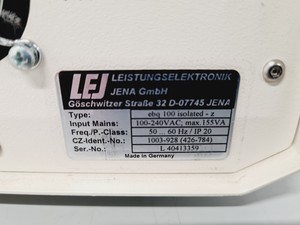 LEJ LEISTUNGSELEKTRONIK
JENA GmbH
Göschwitzer Straße 32 D-07745 JENA
Type: ebq 100 isolated - z
Input Mains: 100-240VAC; max.155VA
Freq./P.-Class: 50 60 Hz / IP 20
CZ-Ident.-No.: 1003-928 (426-784)
Ser.-No.: L 40413359
Made in Germany